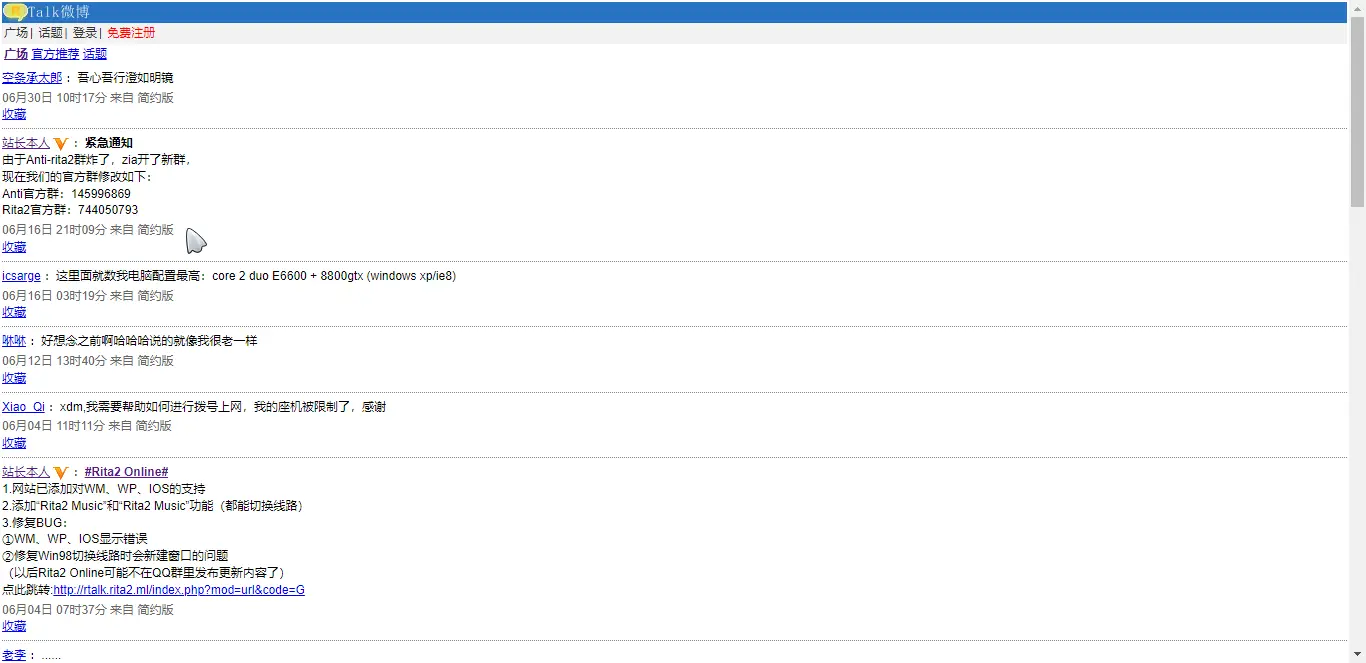 Talk微博
广场| 话题| 登录| 免费注册
广场 官方推荐 话题
空条承太郎： 吾心吾行澄如明镜
06月30日 10时17分 来自 简约版
收藏
站长本人 ： 紧急通知
由于Anti-rita2群炸了，zia开了新群，
现在我们的官方群修改如下：
Anti官方群：145996869
Rita2官方群：744050793
06月16日 21时09分 来自 简约版
收藏
icsarge： 这里面就数我电脑配置最高：core 2 duo E6600 + 8800gtx (windows xp/ie8)
06月16日 03时19分 来自 简约版
收藏
咻咻： 好想念之前啊哈哈哈说的就像我很老一样
06月12日 13时40分 来自 简约版
收藏
Xiao_Qi： xdm,我需要帮助如何进行拨号上网，我的座机被限制了，感谢
06月04日 11时11分 来自 简约版
收藏
站长本人 ： #Rita2 Online#
1.网站已添加对WM、WP、IOS的支持
2.添加“Rita2 Music”和“Rita2 Music”功能（都能切换线路）
3.修复BUG：
①WM、WP、IOS显示错误
②修复Win98切换线路时会新建窗口的问题
（以后Rita2 Online可能不在QQ群里发布更新内容了）
点此跳转:http://rtalk.rita2.ml/index.php?mod=url&code=G
06月04日 07时37分 来自 简约版
收藏
老李： ......